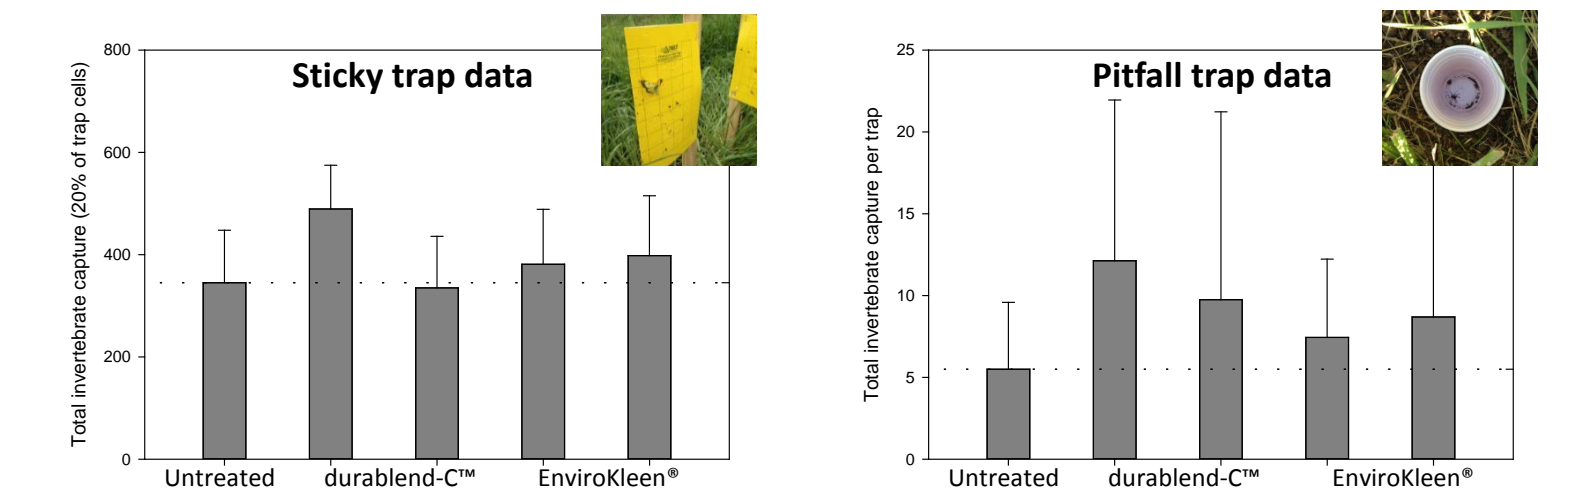 Sticky trap data
Total invertebrate capture (20% of trap cells)
800
600
400
200
0
Untreated durablend-C™ EnviroKleen®
Pitfall trap data
Total invertebrate capture per trap
25
20
15
10
5
0
Untreated durablend-C™ EnviroKleen®